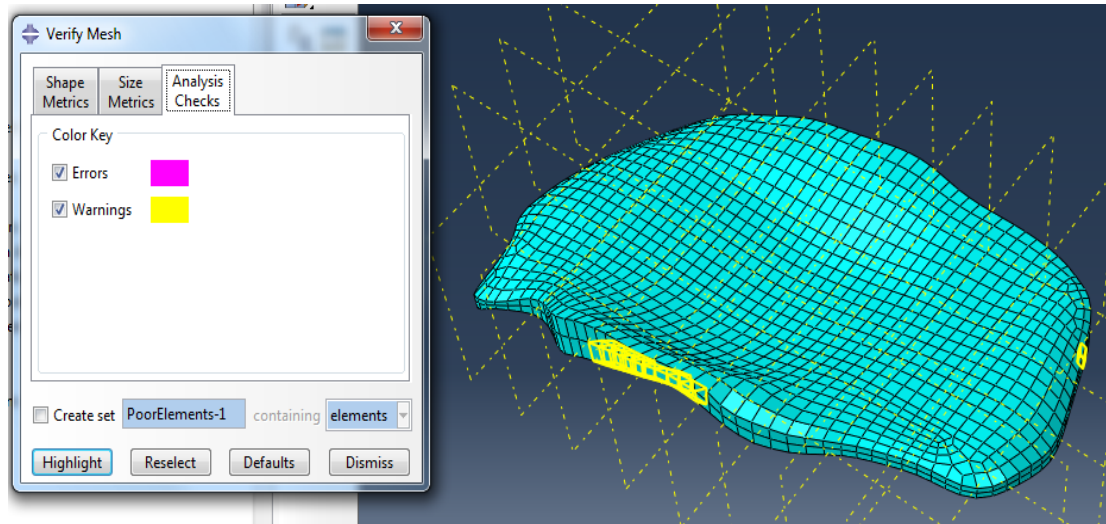 Verify Mesh
Shape
Metrics
Size
Metrics
Analysis
Checks
Color Key
Errors
Warnings
Create set PoorElements-1 containing elements
Highlight Reselect Defaults Dismiss